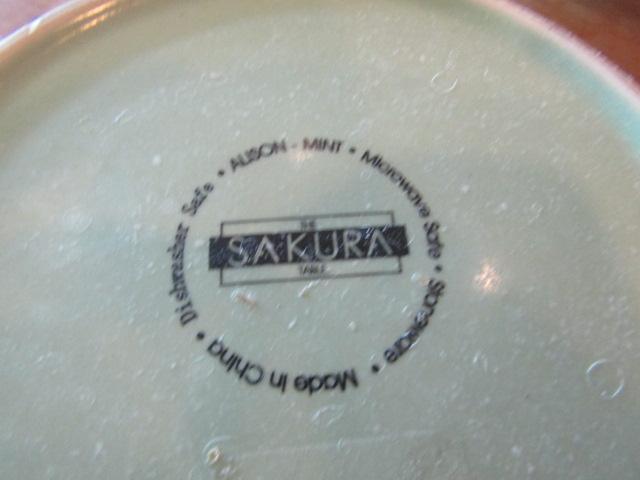 ALISON - MINT • Microwave Safe • Stoneware • Made in China • Dishwasher Safe •
THE
SAKURA
TABLE